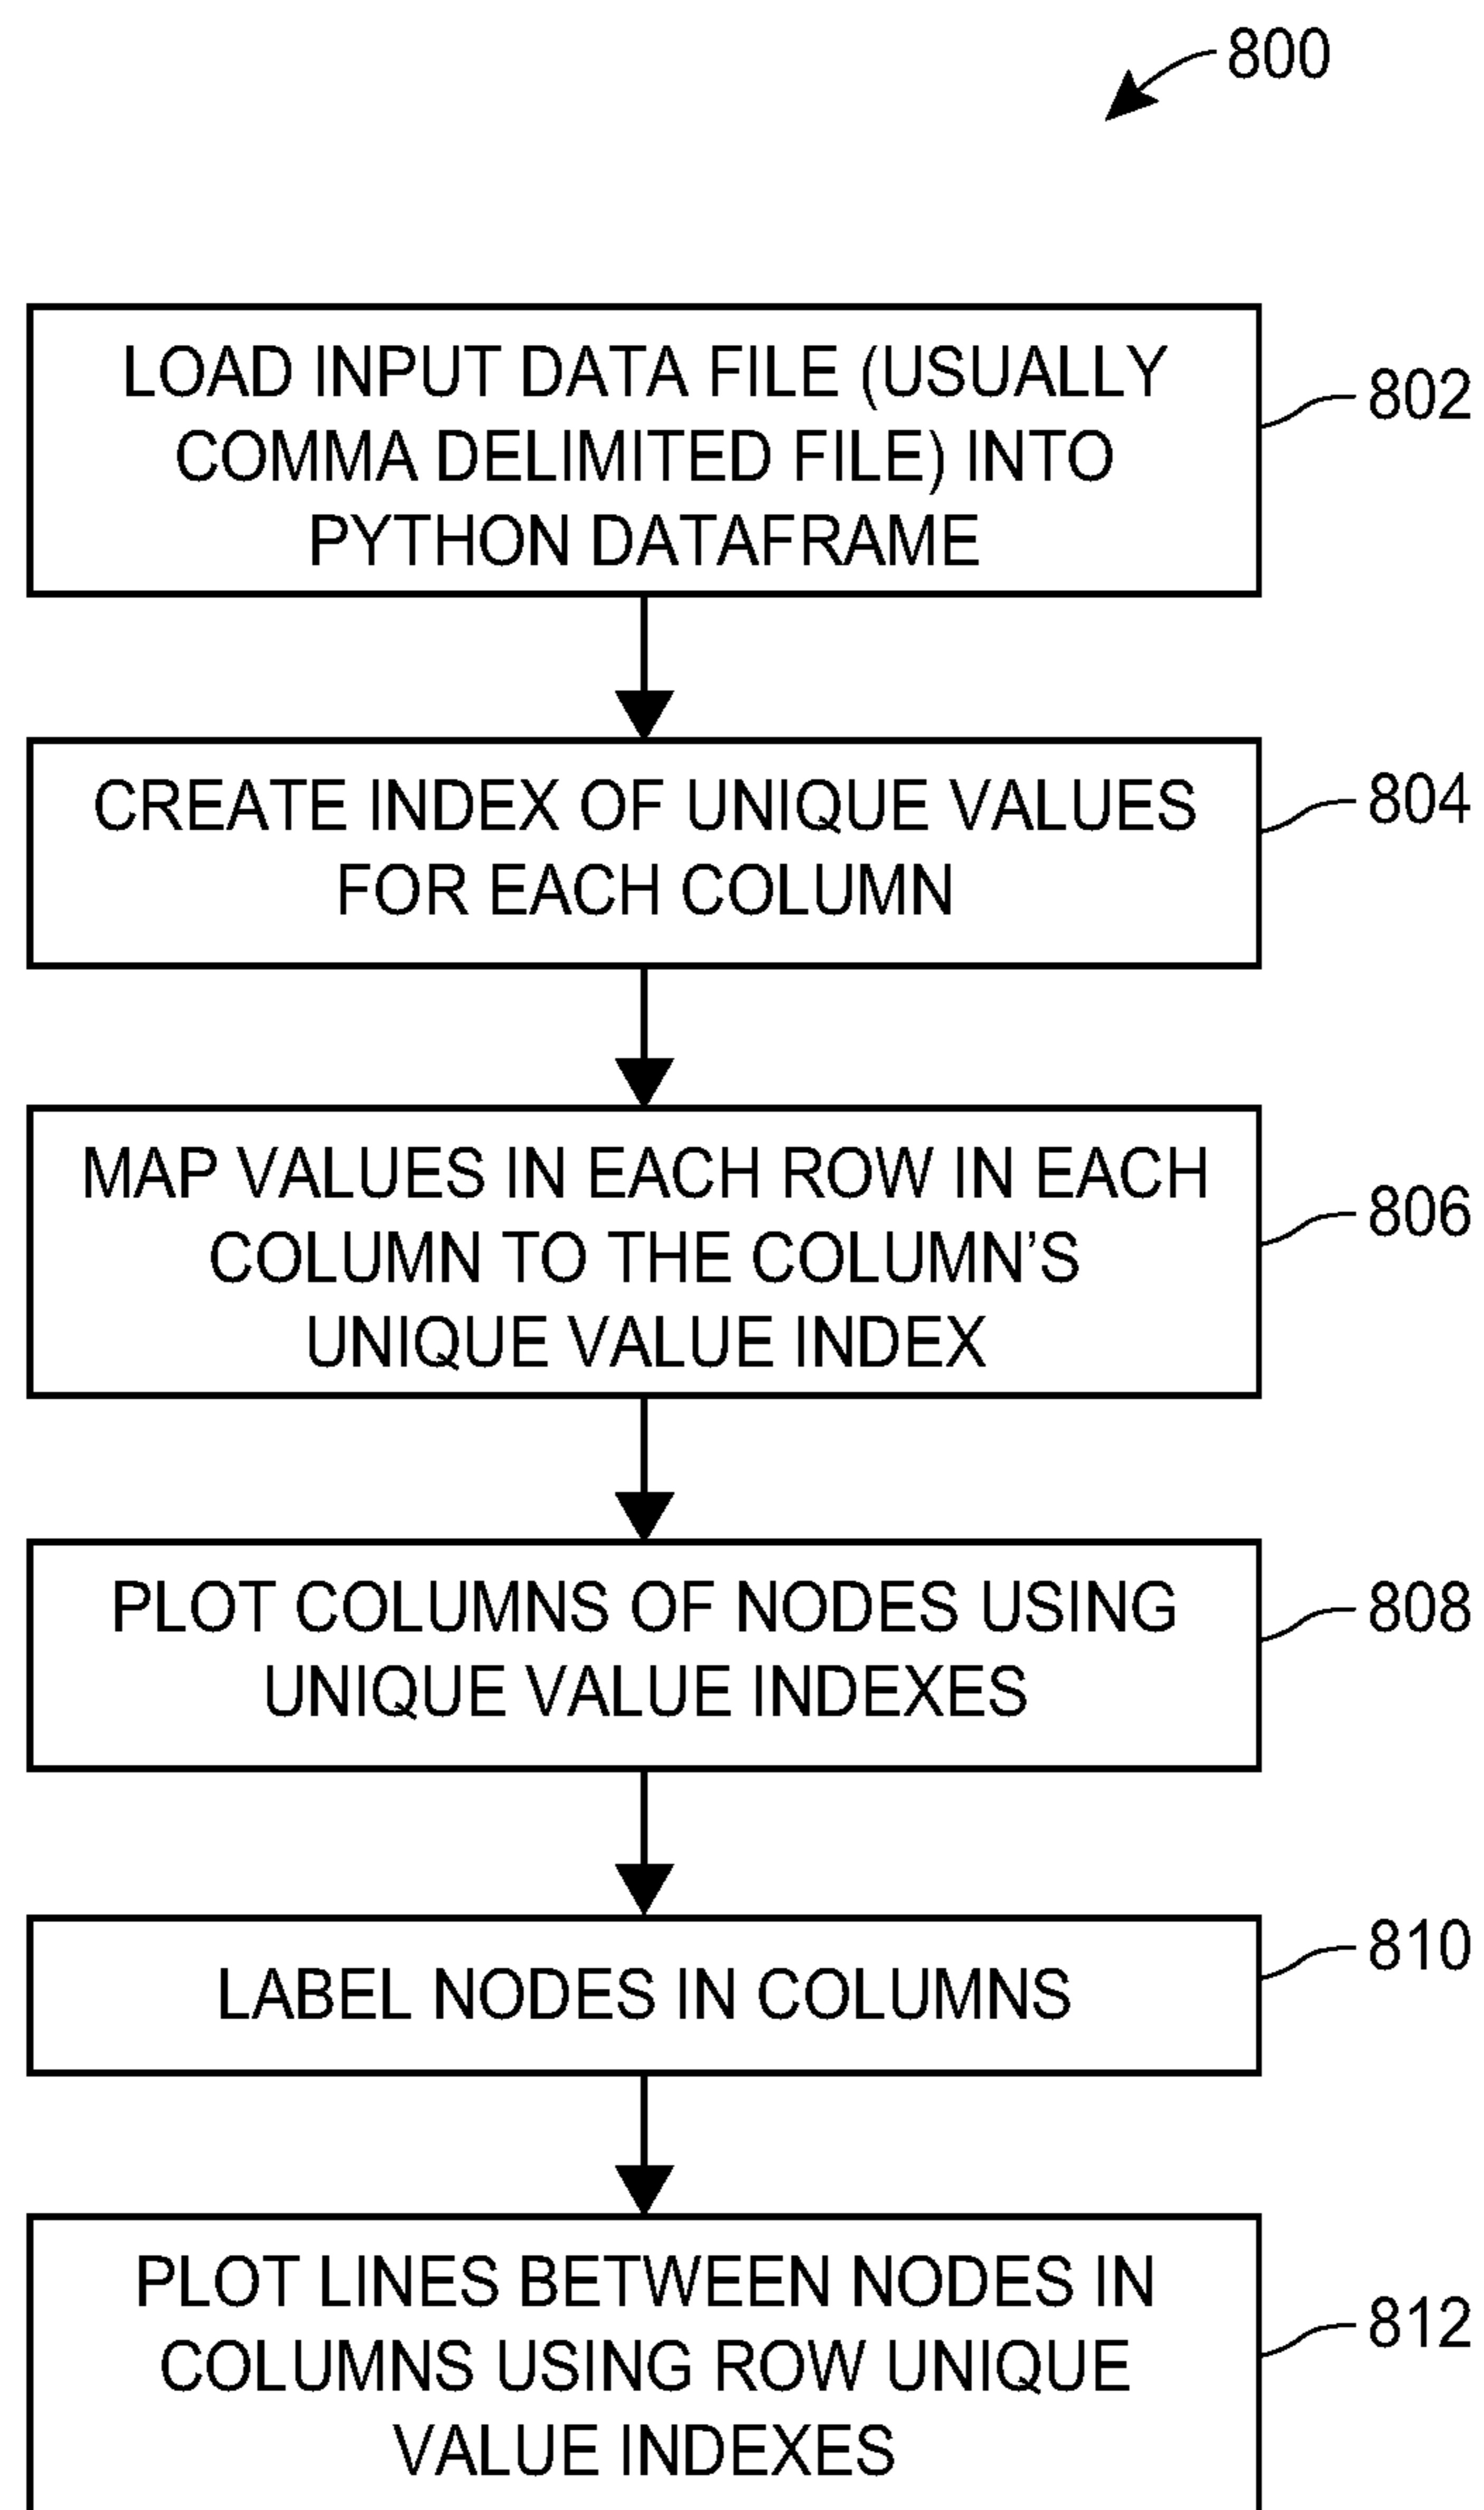 800
LOAD INPUT DATA FILE (USUALLY
COMMA DELIMITED FILE) INTO
PYTHON DATAFRAME
802
CREATE INDEX OF UNIQUE VALUES
FOR EACH COLUMN
804
MAP VALUES IN EACH ROW IN EACH
COLUMN TO THE COLUMN'S
UNIQUE VALUE INDEX
806
PLOT COLUMNS OF NODES USING
UNIQUE VALUE INDEXES
808
LABEL NODES IN COLUMNS
810
PLOT LINES BETWEEN NODES IN
COLUMNS USING ROW UNIQUE
VALUE INDEXES
812